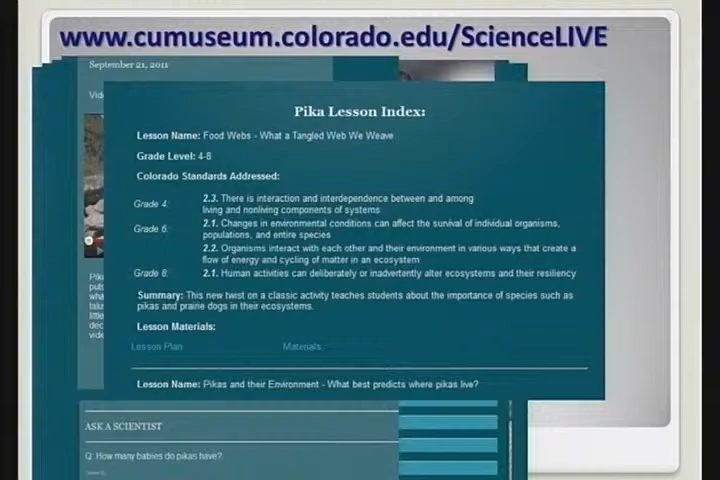 www.cumuseum.colorado.edu/ScienceLIVE
September 21, 2011
Pika Lesson Index:
Lesson Name: Food Webs - What a Tangled Web We Weave
Grade Level: 4-8
Colorado Standards Addressed:
Grade 4: 2.3. There is interaction and interdependence between and among
living and nonliving components of systems
Grade 6: 2.1. Changes in environmental conditions can affect the survival of individual organisms,
populations, and entire species
2.2. Organisms interact with each other and their environment in various ways that create a
flow of energy and cycling of matter in an ecosystem
Grade 8: 2.1. Human activities can deliberately or inadvertently alter ecosystems and their resiliency
Summary: This new twist on a classic activity teaches students about the importance of species such as
pikas and prairie dogs in their ecosystems.
Lesson Materials:
Lesson Plan Materials
Lesson Name: Pikas and their Environment - What best predicts where pikas live?
ASK A SCIENTIST
Q: How many babies do pikas have?